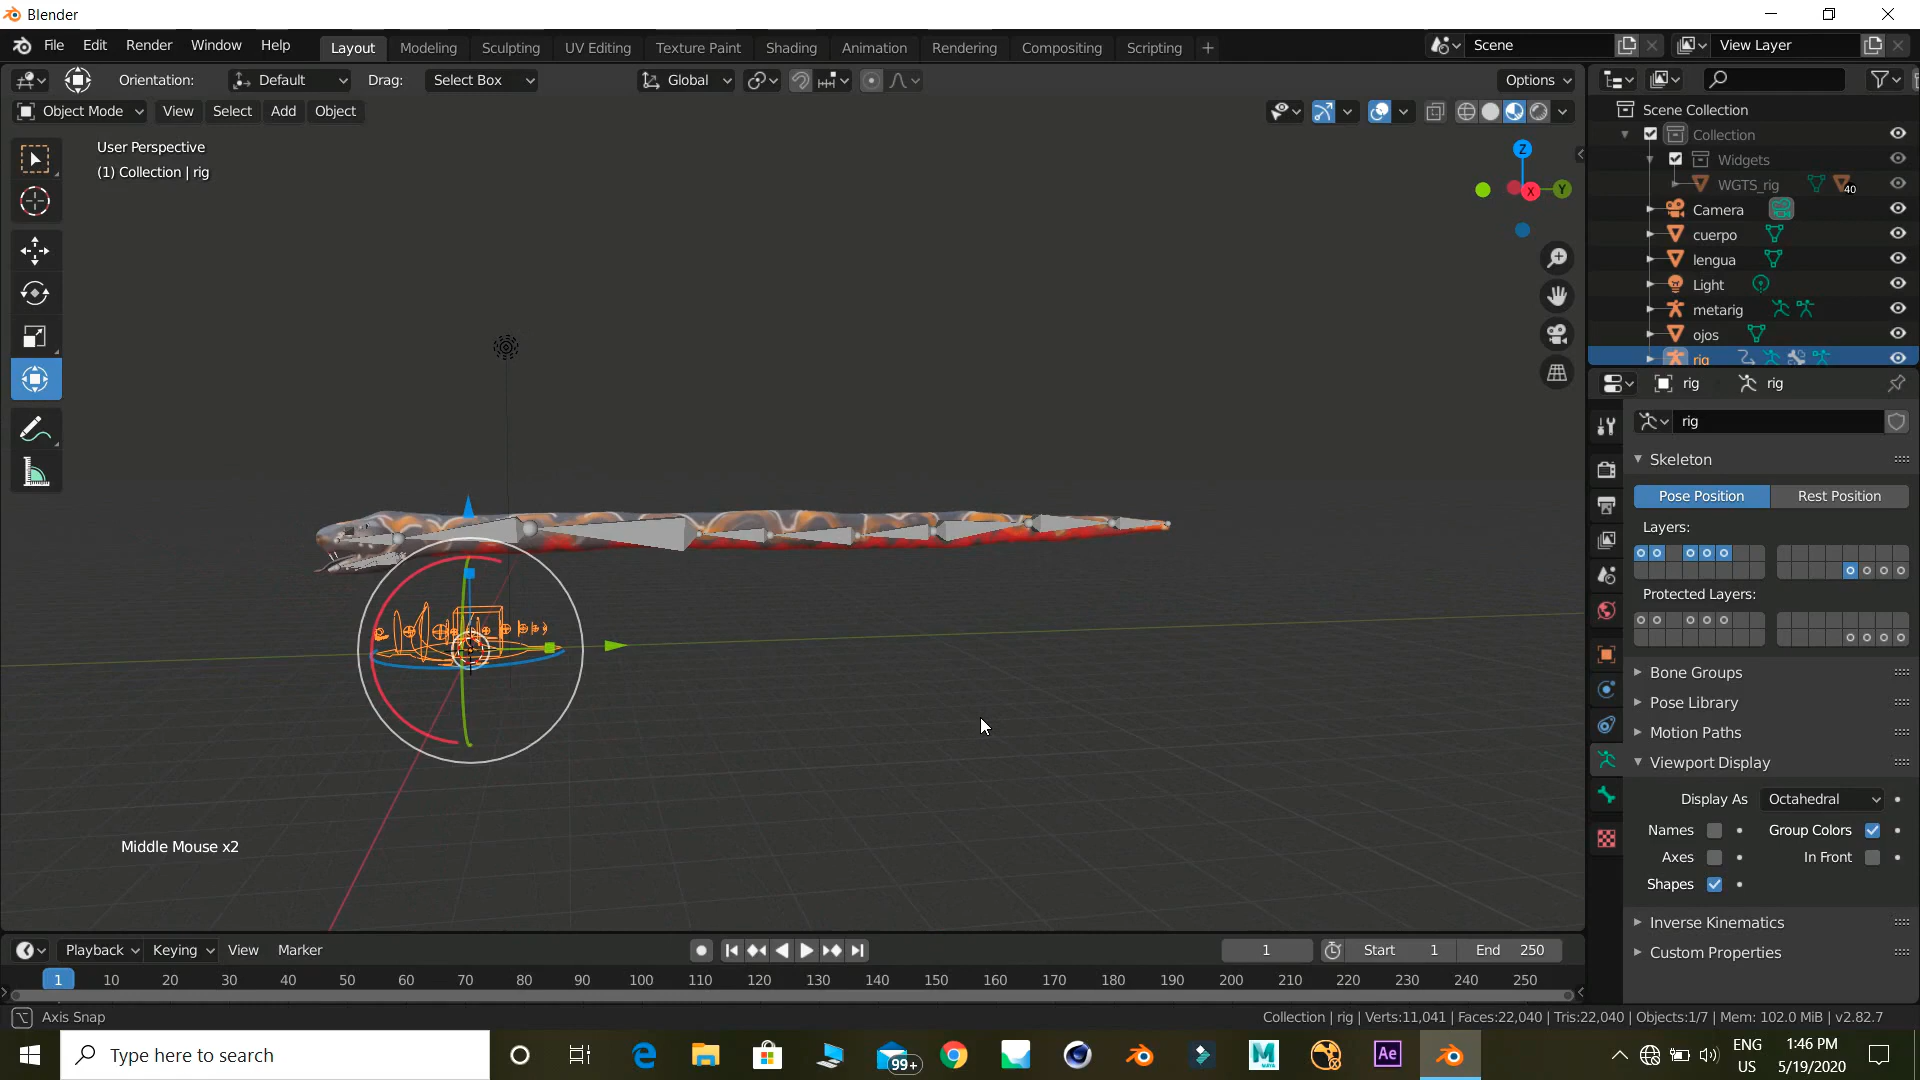 Blender
File Edit Render Window Help
Layout Modeling Sculpting UV Editing Texture Paint Shading Animation Rendering Compositing Scripting +
Scene
View Layer
Orientation: Default Drag: Select Box
Global
Options
Object Mode View Select Add Object
User Perspective
(1) Collection | rig
Z
X Y
Scene Collection
Collection
Widgets
WGTS_rig 40
Camera
cuerpo
lengua
Light
metarig
ojos
rig
rig rig
rig
Skeleton
Pose Position Rest Position
Layers:
Protected Layers:
Bone Groups
Pose Library
Motion Paths
Viewport Display
Display As Octahedral
Names Group Colors
Axes In Front
Shapes
Inverse Kinematics
Custom Properties
Middle Mouse x2
Playback Keying View Marker
1 Start 1 End 250
1 10 20 30 40 50 60 70 80 90 100 110 120 130 140 150 160 170 180 190 200 210 220 230 240 250
Axis Snap
Collection | rig | Verts:11,041 | Faces:22,040 | Tris:22,040 | Objects:1/7 | Mem: 102.0 MiB | v2.82.7
Type here to search
99+
M
Ae
ENG
US
1:46 PM
5/19/2020